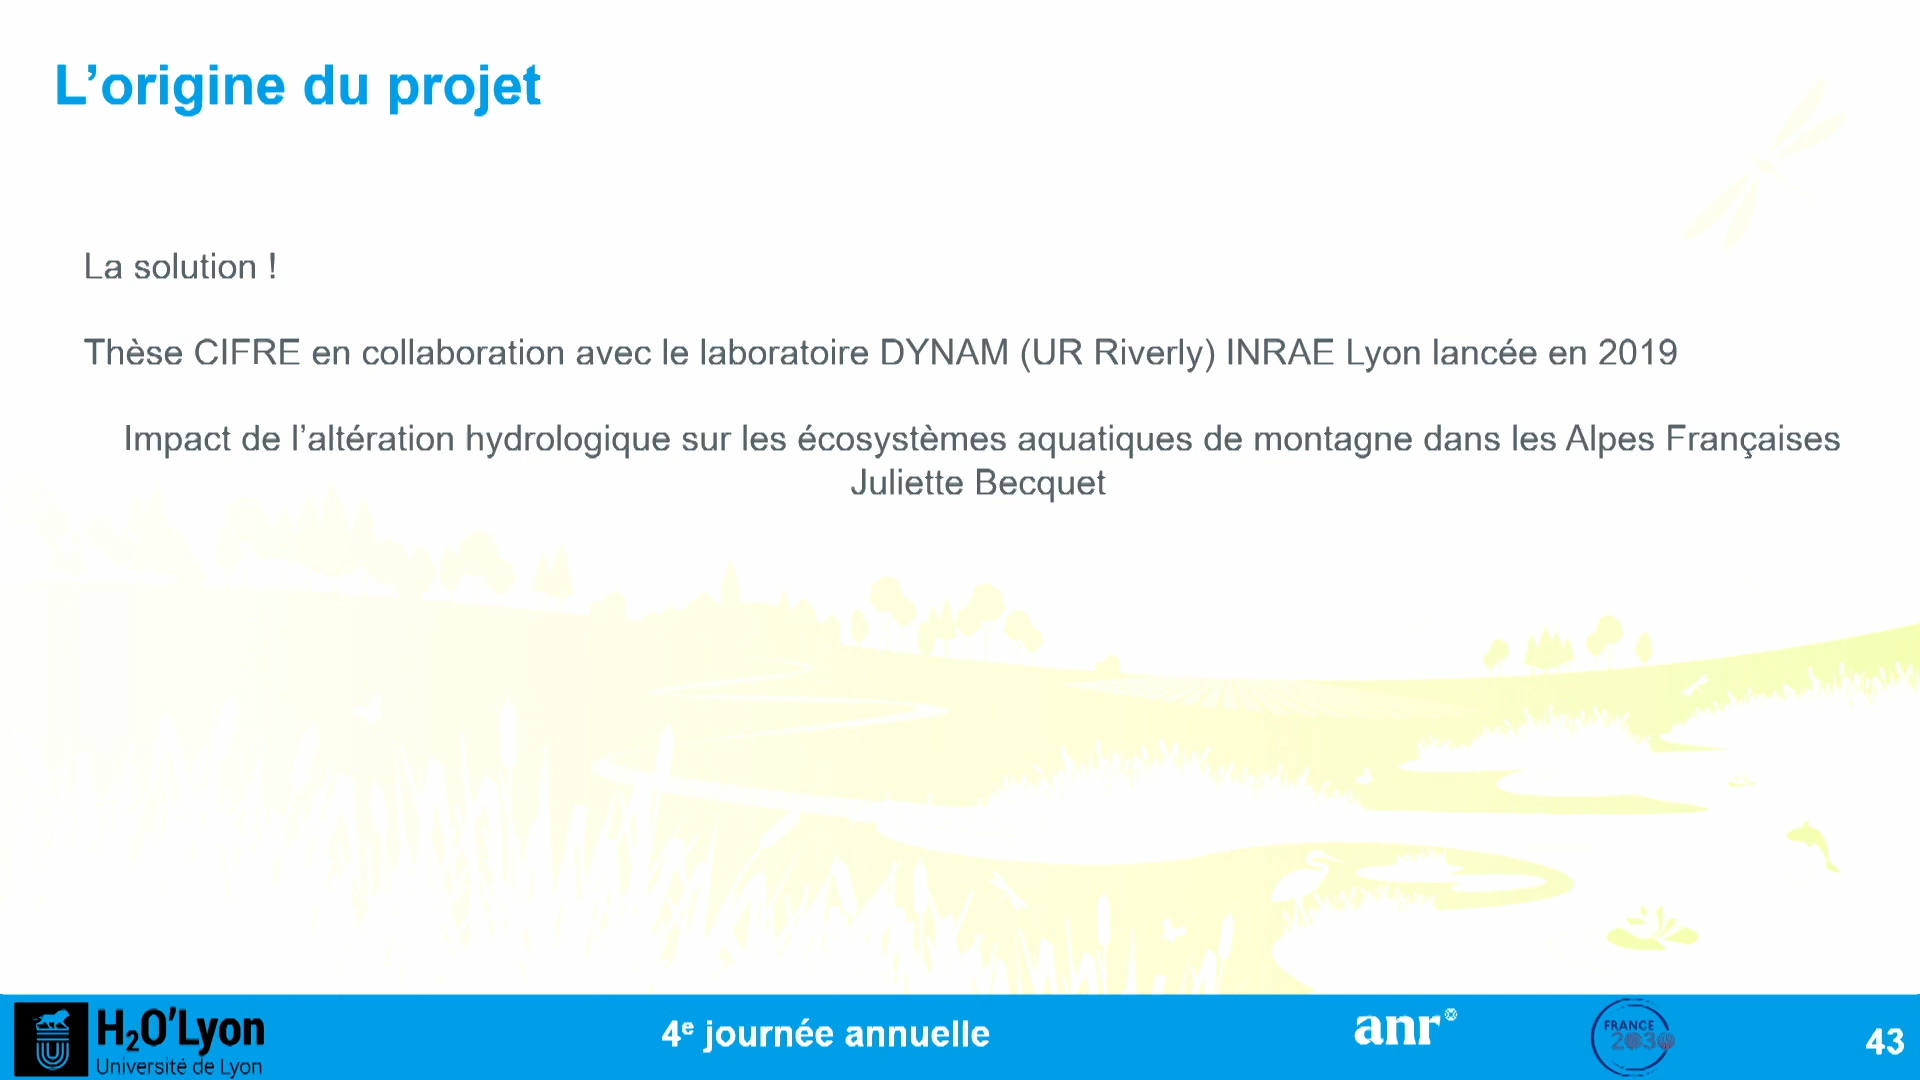 L’origine du projet
La solution !
Thèse CIFRE en collaboration avec le laboratoire DYNAM (UR Riverly) INRAE Lyon lancée en 2019
Impact de l’altération hydrologique sur les écosystèmes aquatiques de montagne dans les Alpes Françaises
Juliette Becquet
H2O’Lyon
Université de Lyon
4e journée annuelle
anr
FRANCE
2030
43